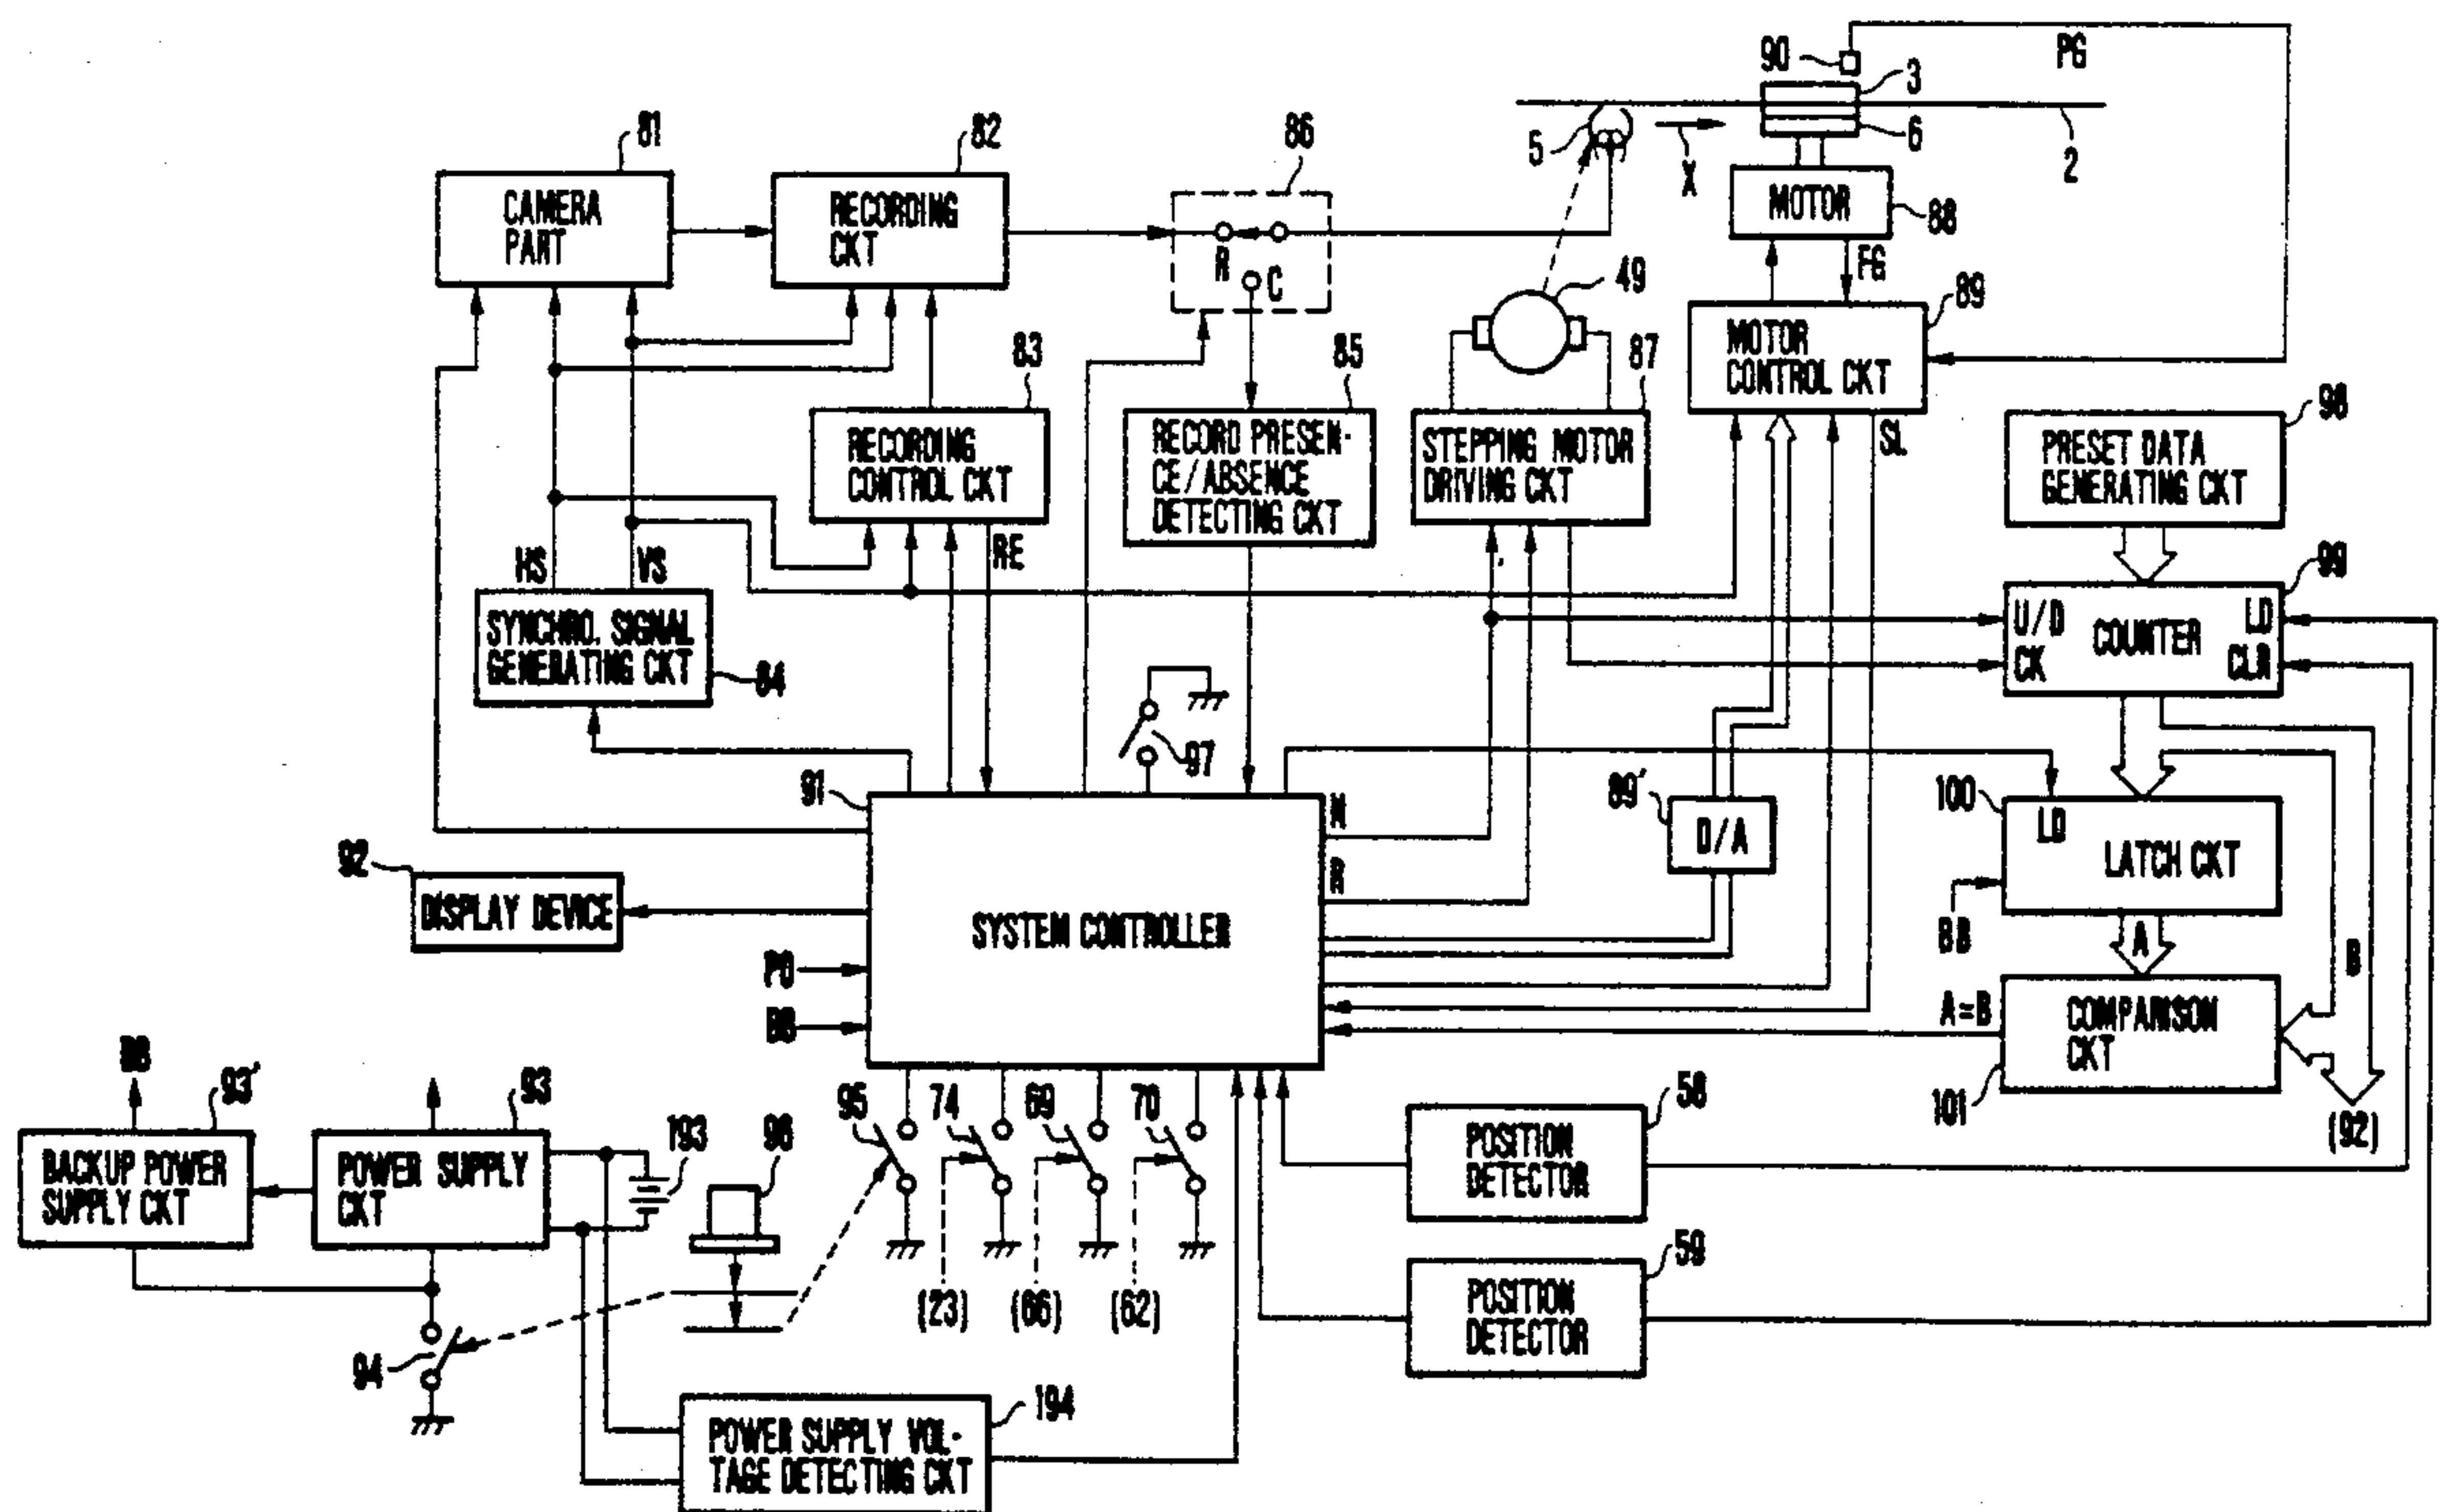 90
PG
3
6
2
5
X
MOTOR
88
FG
81
CAMERA
PART
82
RECORDING
CKT
86
R
C
49
89
MOTOR
CONTROL CKT
SL
83
RECORDING
CONTROL CKT
RE
85
RECORD PRESEN-
CE/ABSENCE
DETECTING CKT
87
STEPPING MOTOR
DRIVING CKT
98
PRESET DATA
GENERATING CKT
HS
VS
SYNCHRO. SIGNAL
GENERATING CKT
84
99
U/D
CK
COUNTER
LD
CLR
97
91
SYSTEM CONTROLLER
M
R
89'
D/A
100
LD
LATCH CKT
BB
A
B
92
DISPLAY DEVICE
A=B
COMPARISON
CKT
101
(92)
BB
93'
BACKUP POWER
SUPPLY CKT
93
POWER SUPPLY
CKT
193
96
95
74
69
70
(23)
(66)
(62)
58
POSITION
DETECTOR
59
POSITION
DETECTOR
94
194
POWER SUPPLY VOL-
TAGE DETECTING CKT